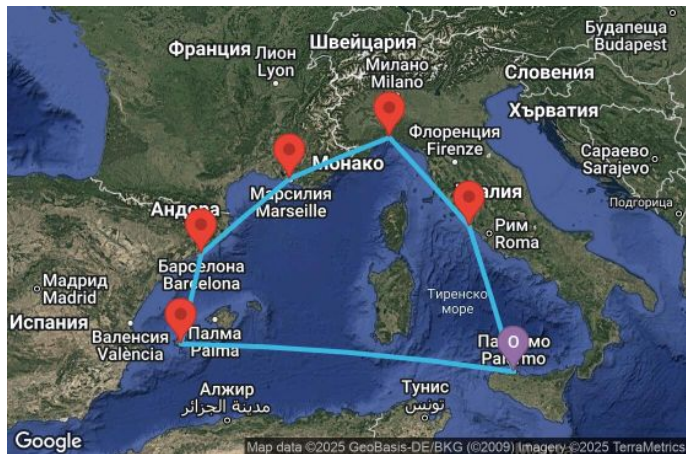 Будапеща
Budapest
Франция
Лион
Lyon
Швейцария
Милано
Milano
Словения
Хърватия
Флоренция
Firenze
Монако
Сараево
Sarajevo
Марсилия
Marseille
Андора
Подгорица
Рим
Roma
Барселона
Barcelona
Мадрид
Madrid
Тиренско
море
Испания
Валенсия
València
Палма
Palma
O
Алжир
مدينة الجزائر
Тунис
تونس
Google
Map data ©2025 GeoBasis-DE/BKG (©2009) Imagery ©2025 TerraMetrics